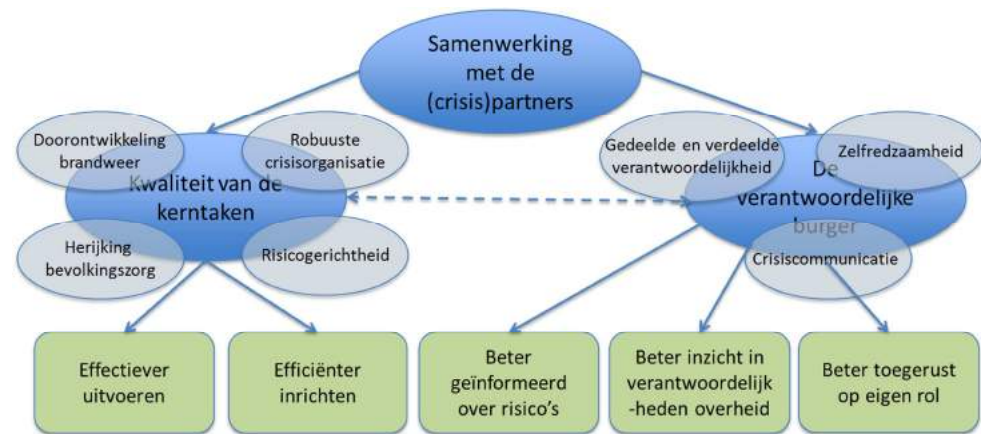 Samenwerking
met de
(crisis)partners
Doorontwikkeling
brandweer
Robuuste
crisisorganisatie
Kwaliteit van de
kerntaken
Herijking
bevolkingszorg
Risicogerichtheid
Gedeelde en verdeelde
verantwoordelijkheid
Zelfredzaamheid
De
verantwoordelijke
burger
Crisiscommunicatie
Effectiever
uitvoeren
Efficiënter
inrichten
Beter
geïnformeerd
over risico's
Beter inzicht in
verantwoordelijk
-heden overheid
Beter toegerust
op eigen rol